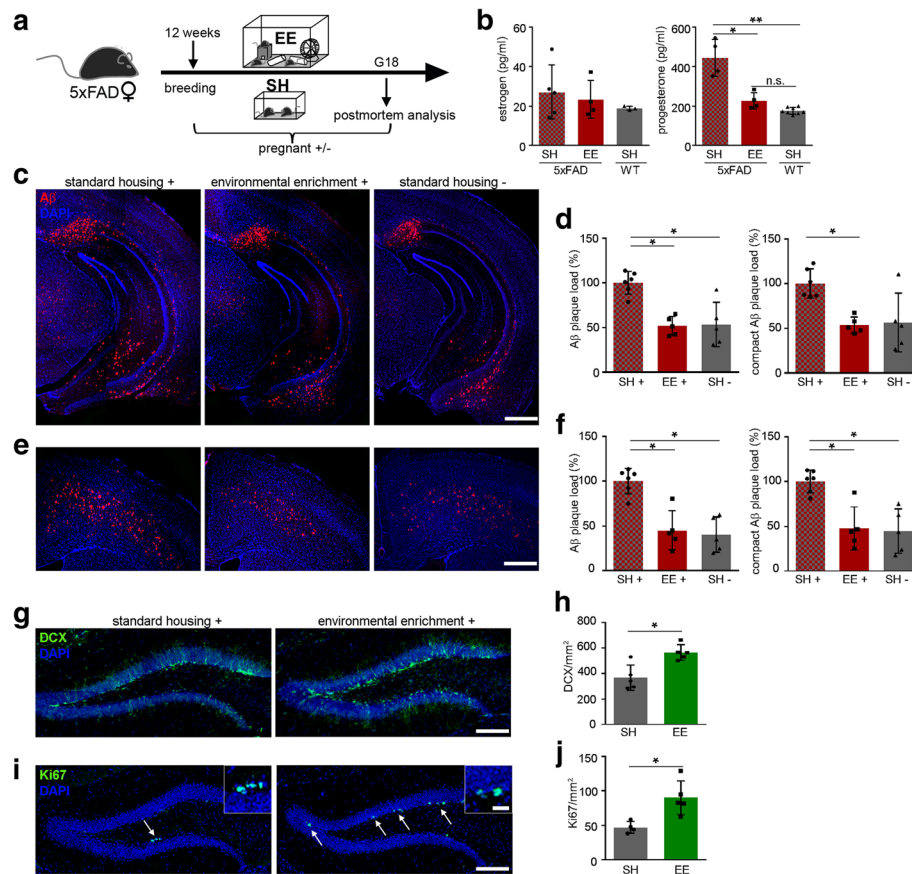 a
12 weeks
EE
G18
5xFAD♀
breeding
SH
postmortem analysis
pregnant +/-
b
estrogen (pg/ml)
60
40
20
0
SH
EE
SH
5xFAD
WT
progesterone (pg/ml)
600
400
200
0
**
*
n.s.
SH
EE
SH
5xFAD
WT
c
standard housing +
environmental enrichment +
standard housing -
Aβ
DAPI
d
Aβ plaque load (%)
150
100
50
0
*
*
SH +
EE +
SH -
compact Aβ plaque load (%)
150
100
50
0
*
SH +
EE +
SH -
e
f
Aβ plaque load (%)
150
100
50
0
*
*
SH +
EE +
SH -
compact Aβ plaque load (%)
150
100
50
0
*
*
SH +
EE +
SH -
g
standard housing +
environmental enrichment +
DCX
DAPI
h
DCX/mm²
800
600
400
200
0
*
SH
EE
i
Ki67
DAPI
j
Ki67/mm²
150
100
50
0
*
SH
EE